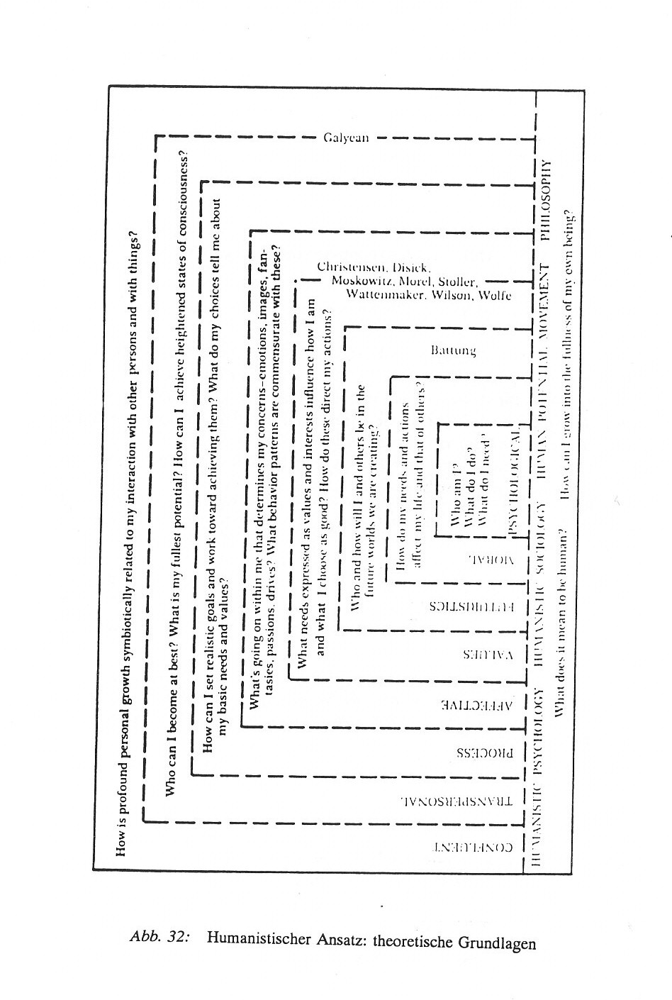 How is profound personal growth symbiotically related to my interaction with other persons and with things?
Galyean
Who can I become at best? What is my fullest potential? How can I achieve heightened states of consciousness?
How can I set realistic goals and work toward achieving them? What do my choices tell me about
my basic needs and values?
What's going on within me that determines my concerns–emotions, images, fan-
tasies, passions, drives? What behavior patterns are commensurate with these?
Christensen, Disick,
Moskowitz, Morel, Stoller,
Wattenmaker, Wilson, Wolfe
What needs expressed as values and interests influence how I am
and what I choose as good? How do these direct my actions?
Battung
Who and how will I and others be in the
future worlds we are creating?
How do my needs and actions
affect my life and that of others?
Who am I?
What do I do?
What do I need?
PSYCHOLOGICAL
MORAL
FUTURISTICS
VALUES
AFFECTIVE
PROCESS
TRANSPERSONAL
CONFLUENT
HUMANISTIC PSYCHOLOGY HUMANISTIC SOCIOLOGY HUMAN POTENTIAL MOVEMENT PHILOSOPHY
What does it mean to be human? How can I grow into the fullness of my own being?
Abb. 32: Humanistischer Ansatz: theoretische Grundlagen